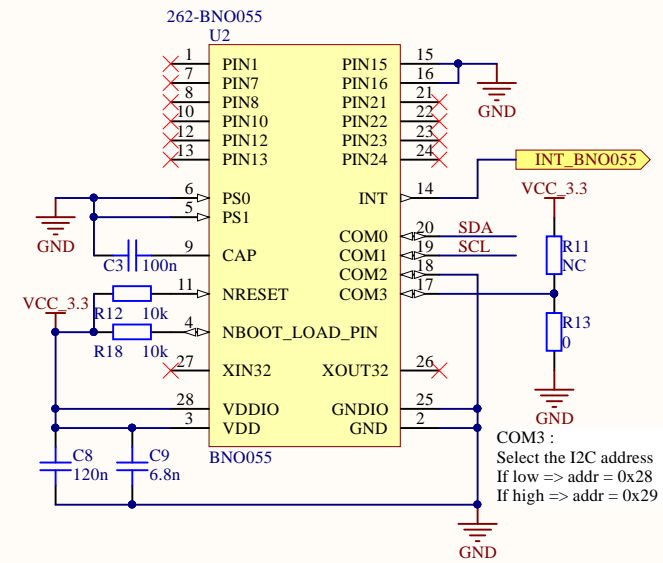 262-BNO055
U2
1 PIN1 PIN15 15
7 PIN7 PIN16 16
8 PIN8 PIN21 21
10 PIN10 PIN22 22
12 PIN12 PIN23 23
13 PIN13 PIN24 24
GND
INT_BNO055
6 PS0 INT 14
5 PS1
GND
VCC_3.3
COM0 20 SDA
9 CAP COM1 19 SCL
C3 100n
COM2 18
R11
NC
11 NRESET COM3 17
R12 10k
VCC_3.3
4 NBOOT_LOAD_PIN
R18 10k
R13
0
27 XIN32 XOUT32 26
28 VDDIO GNDIO 25
3 VDD GND 2
GND
BNO055
C8
120n
C9
6.8n
COM3 :
Select the I2C address
If low => addr = 0x28
If high => addr = 0x29
GND